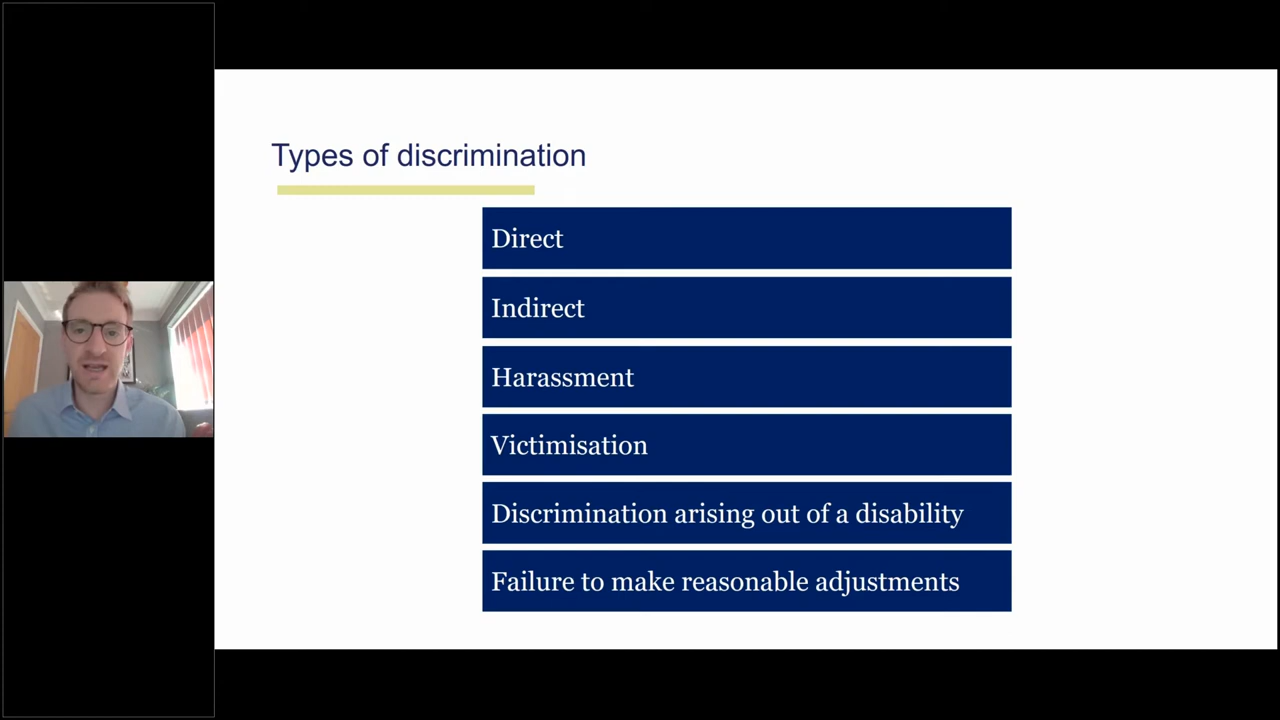 Types of discrimination
Direct
Indirect
Harassment
Victimisation
Discrimination arising out of a disability
Failure to make reasonable adjustments